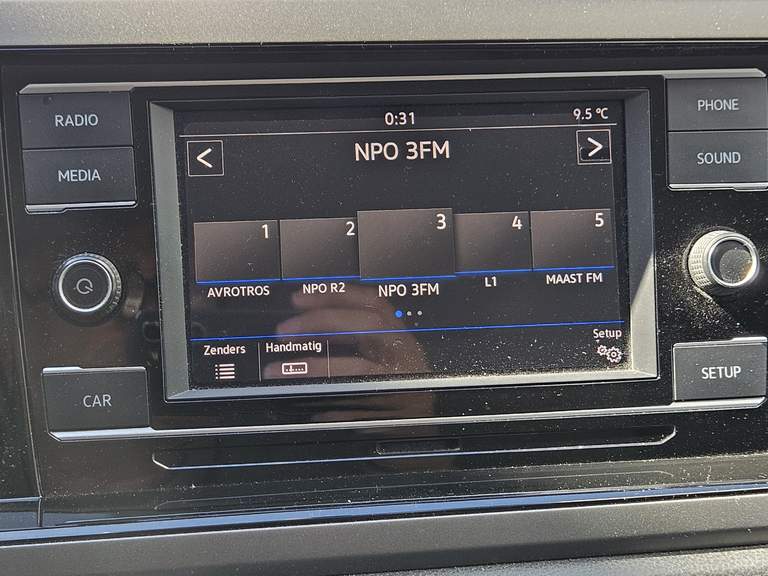 RADIO
MEDIA
CAR
0:31
9.5 °C
<
NPO 3FM
>
1
2
3
4
5
AVROTROS
NPO R2
NPO 3FM
L1
MAAST FM
Zenders
Handmatig
Setup
PHONE
SOUND
SETUP